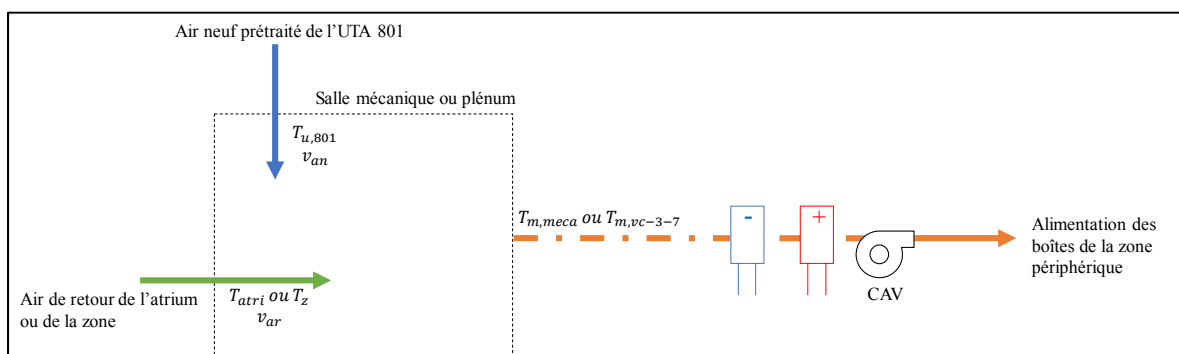 Air neuf prétraité de l'UTA 801
Salle mécanique ou plénum
T_{u,801}
v_{an}
T_{m,meca} ou T_{m,vc-3-7}
-
+
Alimentation des
boîtes de la zone
périphérique
CAV
Air de retour de l'atrium
ou de la zone
T_{atri} ou T_z
v_{ar}